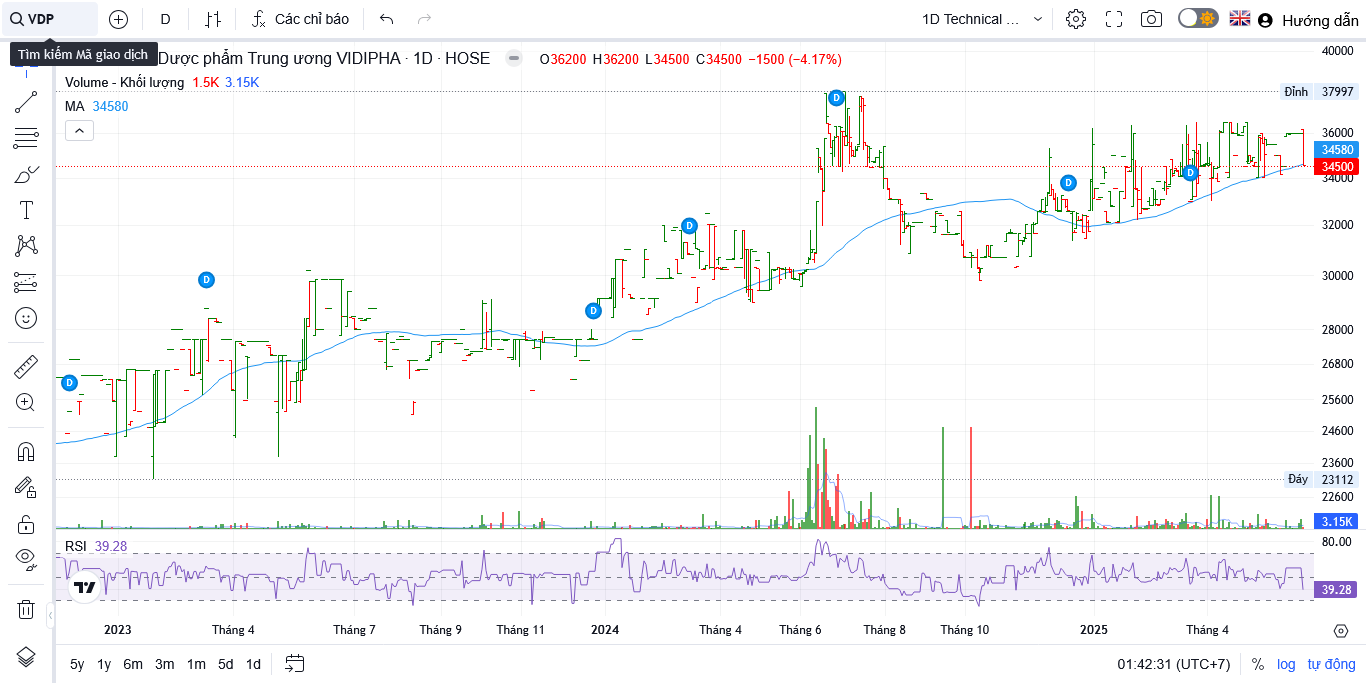 VDP D Các chỉ báo 1D Technical ... Hướng dẫn
Tìm kiếm Mã giao dịch
Dược phẩm Trung ương VIDIPHA · 1D · HOSE O36200 H36200 L34500 C34500 −1500 (−4.17%)
Volume - Khối lượng 1.5K 3.15K
MA 34580
40000
Đỉnh 37997
36000
34580
34500
34000
32000
30000
28000
26800
25600
24600
23600
Đáy 23112
22600
3.15K
D
D
D
D
D
D
D
RSI 39.28
80.00
39.28
2023 Tháng 4 Tháng 7 Tháng 9 Tháng 11 2024 Tháng 4 Tháng 6 Tháng 8 Tháng 10 2025 Tháng 4
5y 1y 6m 3m 1m 5d 1d 01:42:31 (UTC+7) % log tự động